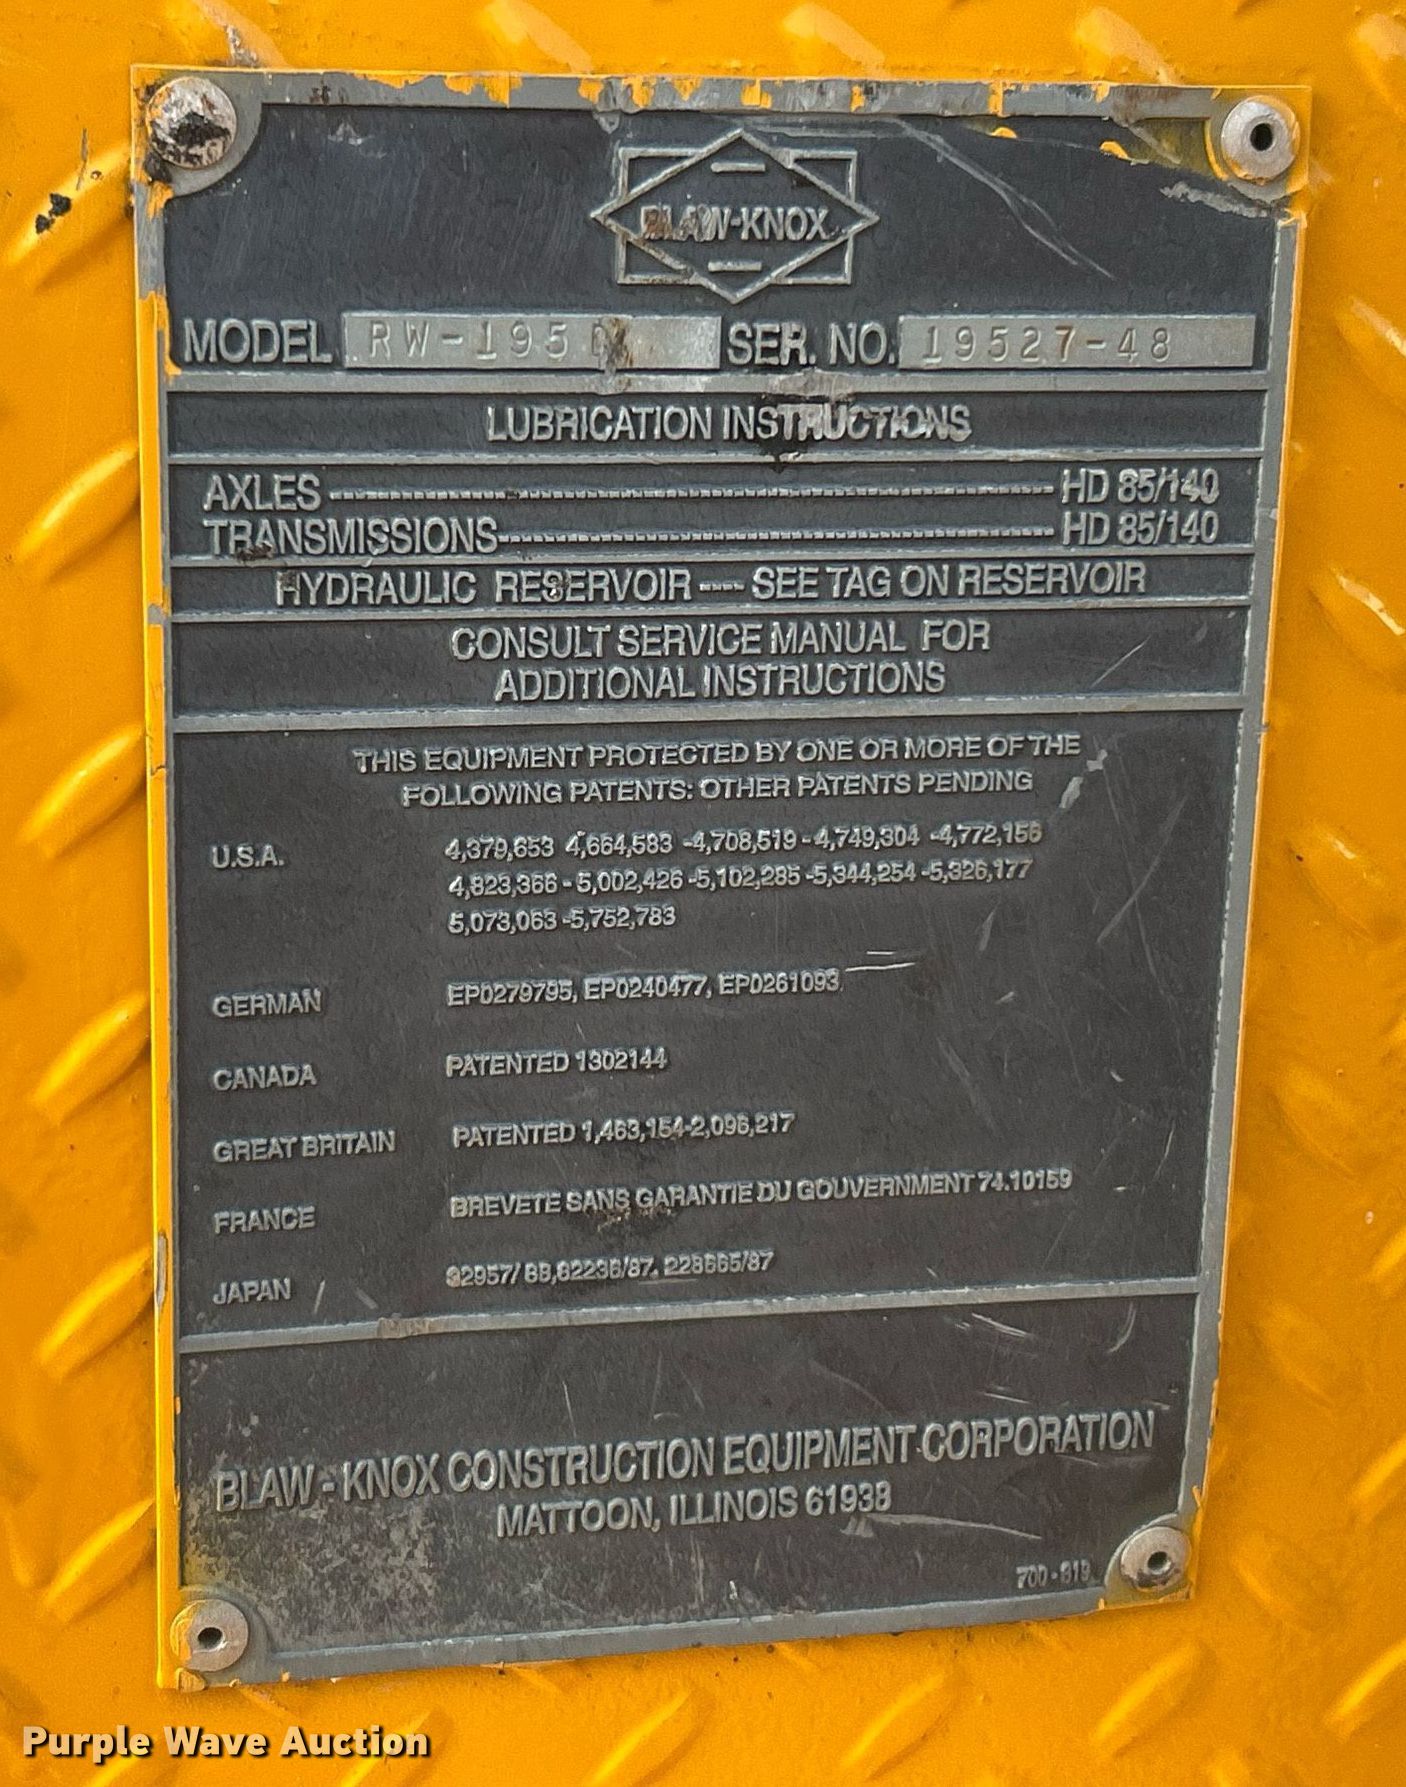 BLAW-KNOX
MODEL RW-195D SER. NO. 19527-48
LUBRICATION INSTRUCTIONS
AXLES ---------- HD 85/140
TRANSMISSIONS ---------- HD 85/140
HYDRAULIC RESERVOIR ---- SEE TAG ON RESERVOIR
CONSULT SERVICE MANUAL FOR
ADDITIONAL INSTRUCTIONS
THIS EQUIPMENT PROTECTED BY ONE OR MORE OF THE
FOLLOWING PATENTS: OTHER PATENTS PENDING
U.S.A. 4,379,653 4,664,583 -4,708,519 -4,749,304 -4,772,156
4,823,366 - 5,002,426 -5,102,285 -5,344,254 -5,326,177
5,073,063 -5,752,783
GERMAN EP0279795, EP0240477, EP0261093
CANADA PATENTED 1302144
GREAT BRITAIN PATENTED 1,463,154-2,096,217
FRANCE BREVETE SANS GARANTIE DU GOUVERNMENT 74.10159
JAPAN 228665/87
BLAW-KNOX CONSTRUCTION EQUIPMENT CORPORATION
MATTOON, ILLINOIS 61938
Purple Wave Auction